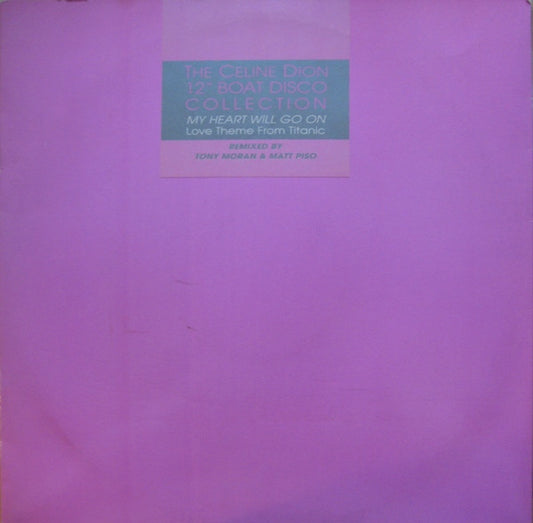 THE CELINE DION
12" BOAT DISCO
COLLECTION
MY HEART WILL GO ON
Love Theme From Titanic
REMIXED BY
TONY MORAN & MATT PISO